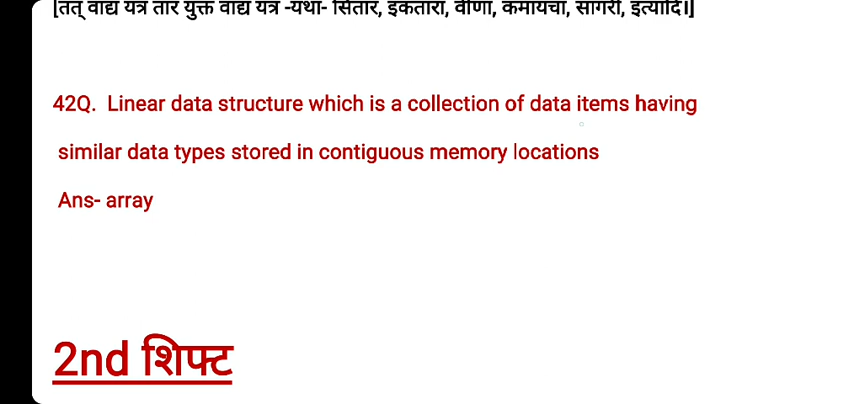 [तत् वाद्य यंत्र तार युक्त वाद्य यंत्र -यथा- सितार, इकतारा, वीणा, कमायचा, सारंगी, इत्यादि।]
42Q. Linear data structure which is a collection of data items having
similar data types stored in contiguous memory locations
Ans- array
2nd शिफ्ट